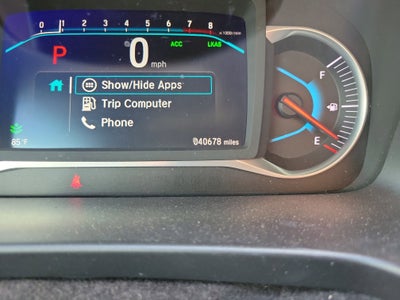 0 1 2 3 4 5 6 7 8 x1000r/min
ACC LKAS
P 0
mph
Show/Hide Apps
Trip Computer
Phone
85°F
040678 miles
F
E